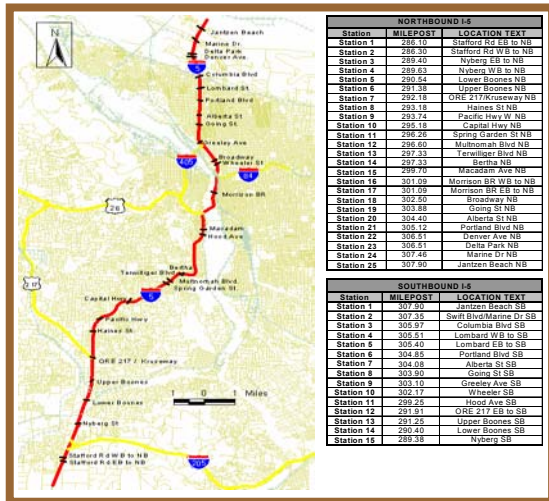 N
Jantzen Beach
Marine Dr.
Delta Park
Denver Ave.
5
Columbia Blvd
Lombard St.
Portland Blvd
Alberta St
Going St.
Greeley Ave
405
Broadway
Wheeler St
84
Morrison BR
26
Macadam
Hood Ave
Bertha
Terwilliger Blvd
Multnomah Blvd.
Spring Garden St.
217
Capital Hwy
5
Pacific Hwy
Haines St.
ORE 217 / Kruseway
Upper Boones
1 0 1 Miles
Lower Boones
Nyberg St
Stafford Rd WB to NB
Stafford Rd EB to NB
205
NORTHBOUND I-5
Station MILEPOST LOCATION TEXT
Station 1 286.10 Stafford Rd EB to NB
Station 2 286.30 Stafford Rd WB to NB
Station 3 289.40 Nyberg EB to NB
Station 4 289.63 Nyberg WB to NB
Station 5 290.54 Lower Boones NB
Station 6 291.38 Upper Boones NB
Station 7 292.18 ORE 217/Kruseway NB
Station 8 293.18 Haines St NB
Station 9 293.74 Pacific Hwy W NB
Station 10 295.18 Capital Hwy NB
Station 11 296.26 Spring Garden St NB
Station 12 296.60 Multnomah Blvd NB
Station 13 297.33 Terwilliger Blvd NB
Station 14 297.33 Bertha NB
Station 15 299.70 Macadam Ave NB
Station 16 301.09 Morrison BR WB to NB
Station 17 301.09 Morrison BR EB to NB
Station 18 302.50 Broadway NB
Station 19 303.88 Going St NB
Station 20 304.40 Alberta St NB
Station 21 305.12 Portland Blvd NB
Station 22 306.51 Denver Ave NB
Station 23 306.51 Delta Park NB
Station 24 307.46 Marine Dr NB
Station 25 307.90 Jantzen Beach NB
SOUTHBOUND I-5
Station MILEPOST LOCATION TEXT
Station 1 307.90 Jantzen Beach SB
Station 2 307.35 Swift Blvd/Marine Dr SB
Station 3 305.97 Columbia Blvd SB
Station 4 305.51 Lombard WB to SB
Station 5 305.40 Lombard EB to SB
Station 6 304.85 Portland Blvd SB
Station 7 304.08 Alberta St SB
Station 8 303.90 Going St SB
Station 9 303.10 Greeley Ave SB
Station 10 302.17 Wheeler SB
Station 11 299.25 Hood Ave SB
Station 12 291.91 ORE 217 EB to SB
Station 13 291.25 Upper Boones SB
Station 14 290.40 Lower Boones SB
Station 15 289.38 Nyberg SB